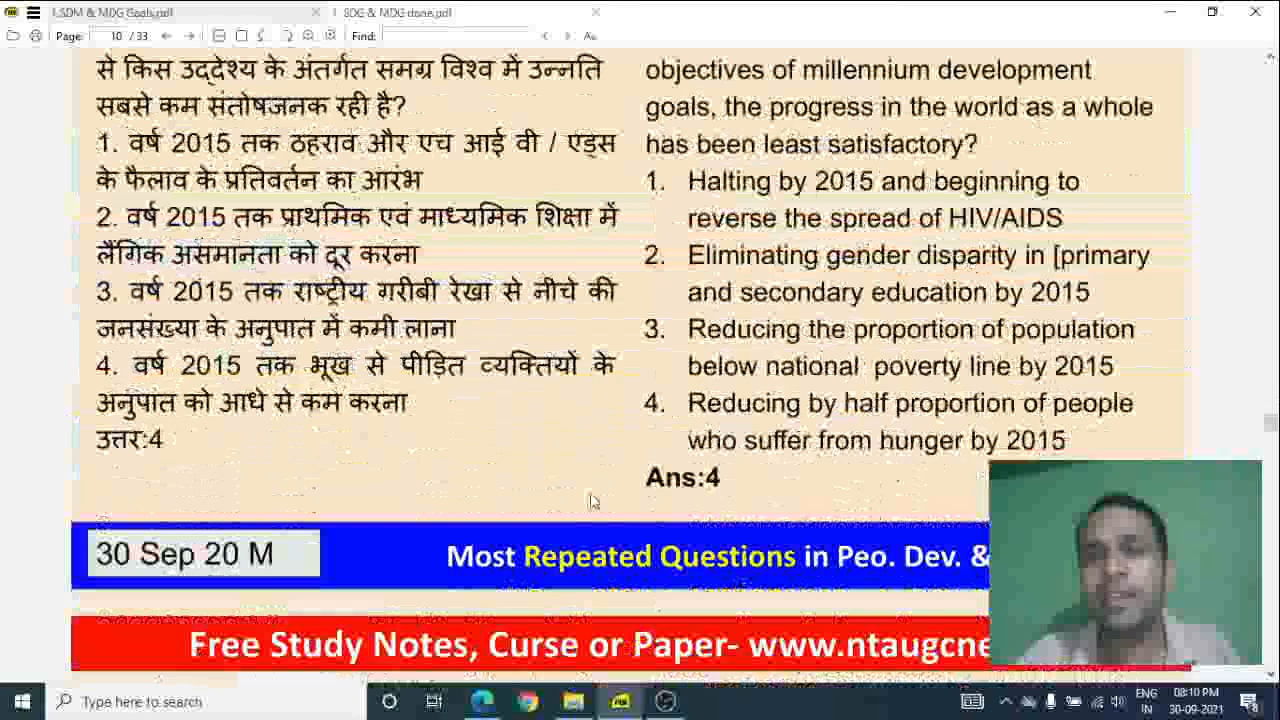 I.SDM & MDG Goals.pdf
SDG & MDG done.pdf
Page: 10 / 33 Find:
से किस उद्देश्य के अंतर्गत समग्र विश्व में उन्नति
सबसे कम संतोषजनक रही है?
1. वर्ष 2015 तक ठहराव और एच आई वी / एड्स
के फैलाव के प्रतिवर्तन का आरंभ
2. वर्ष 2015 तक प्राथमिक एवं माध्यमिक शिक्षा में
लैंगिक असमानता को दूर करना
3. वर्ष 2015 तक राष्ट्रीय गरीबी रेखा से नीचे की
जनसंख्या के अनुपात में कमी लाना
4. वर्ष 2015 तक भूख से पीड़ित व्यक्तियों के
अनुपात को आधे से कम करना
उत्तर:4
objectives of millennium development
goals, the progress in the world as a whole
has been least satisfactory?
1. Halting by 2015 and beginning to
reverse the spread of HIV/AIDS
2. Eliminating gender disparity in [primary
and secondary education by 2015
3. Reducing the proportion of population
below national poverty line by 2015
4. Reducing by half proportion of people
who suffer from hunger by 2015
Ans:4
30 Sep 20 M
Most Repeated Questions in Peo. Dev. &
Free Study Notes, Curse or Paper- www.ntaugcne
Type here to search
ENG
IN
08:10 PM
30-09-2021